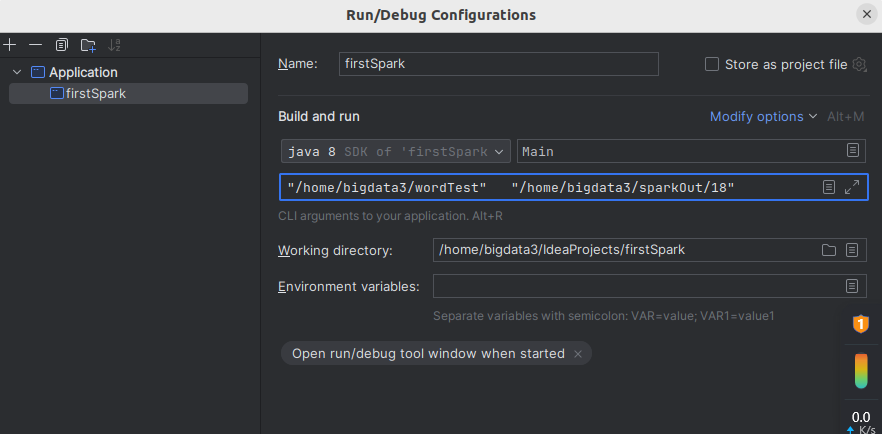 Run/Debug Configurations
Application
firstSpark
Name: firstSpark Store as project file
Build and run Modify options Alt+M
java 8 SDK of 'firstSpark Main
"/home/bigdata3/wordTest" "/home/bigdata3/sparkOut/18"
CLI arguments to your application. Alt+R
Working directory: /home/bigdata3/IdeaProjects/firstSpark
Environment variables:
Separate variables with semicolon: VAR=value; VAR1=value1
1
Open run/debug tool window when started
0.0
K/s